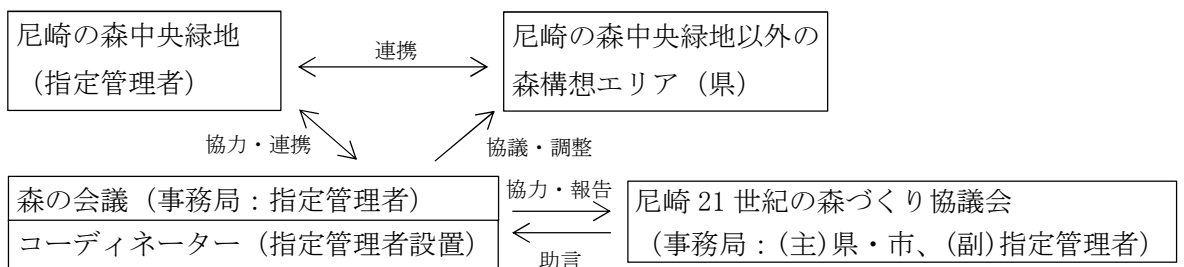 尼崎の森中央緑地
（指定管理者）
連携
尼崎の森中央緑地以外の
森構想エリア（県）
協力・連携
協議・調整
森の会議（事務局：指定管理者）
コーディネーター（指定管理者設置）
協力・報告
助言
尼崎 21 世紀の森づくり協議会
（事務局：(主)県・市、(副)指定管理者）